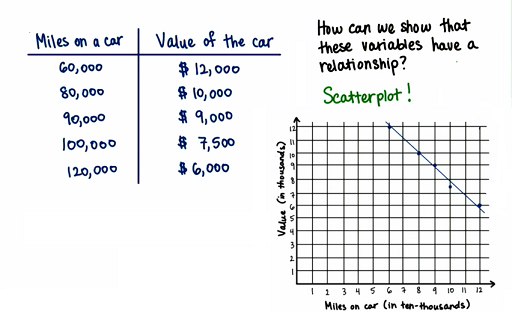 Miles on a car Value of the car
60,000 $ 12,000
80,000 $ 10,000
90,000 $ 9,000
100,000 $ 7,500
120,000 $ 6,000
How can we show that
these variables have a
relationship?
Scatterplot!
Value (in thousands)
12
11
10
9
8
7
6
5
4
3
2
1
1 2 3 4 5 6 7 8 9 10 11 12
Miles on car (in ten-thousands)